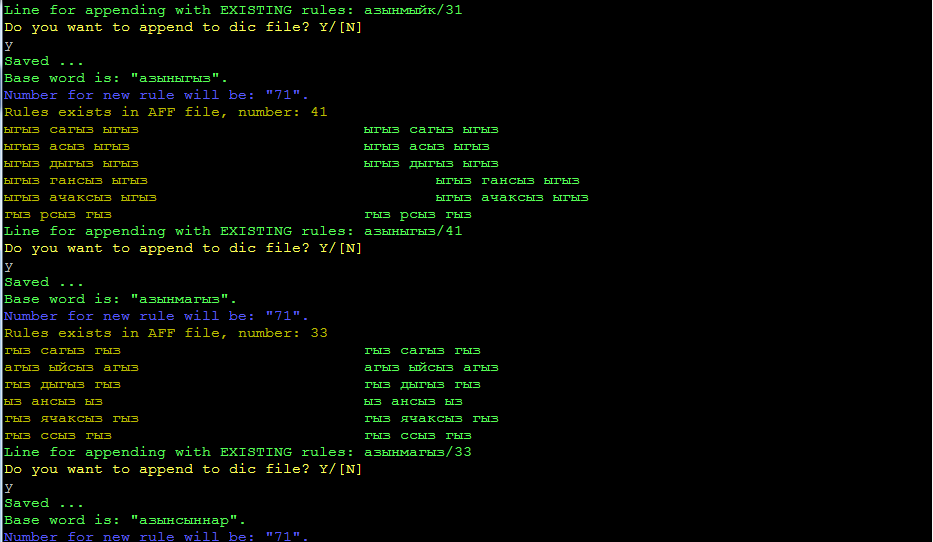 Line for appending with EXISTING rules: азынмыйк/31
Do you want to append to dic file? Y/[N]
y
Saved ...
Base word is: "азыныгыз".
Number for new rule will be: "71".
Rules exists in AFF file, number: 41
ыгыз сагыз ыгыз ыгыз сагыз ыгыз
ыгыз асыз ыгыз ыгыз асыз ыгыз
ыгыз дыгыз ыгыз ыгыз дыгыз ыгыз
ыгыз гансыз ыгыз ыгыз гансыз ыгыз
ыгыз ачаксыз ыгыз ыгыз ачаксыз ыгыз
гыз рсыз гыз гыз рсыз гыз
Line for appending with EXISTING rules: азыныгыз/41
Do you want to append to dic file? Y/[N]
y
Saved ...
Base word is: "азынмагыз".
Number for new rule will be: "71".
Rules exists in AFF file, number: 33
гыз сагыз гыз гыз сагыз гыз
агыз ыйсыз агыз агыз ыйсыз агыз
гыз дыгыз гыз гыз дыгыз гыз
ыз ансыз ыз ыз ансыз ыз
гыз ячаксыз гыз гыз ячаксыз гыз
гыз ссыз гыз гыз ссыз гыз
Line for appending with EXISTING rules: азынмагыз/33
Do you want to append to dic file? Y/[N]
y
Saved ...
Base word is: "азынсыннар".
Number for new rule will be: "71".